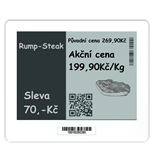 Rump-Steak
Původní cena 269,90Kč
Akční cena
199,90Kč/Kg
Sleva
70,-Kč